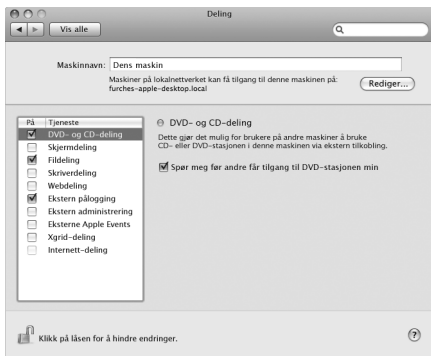 Deling
Vis alle
Maskinnavn: Dens maskin
Maskiner på lokalnettverket kan få tilgang til denne maskinen på:
furches-apple-desktop.local
Rediger...
På Tjeneste
DVD- og CD-deling
Skjermdeling
Fildeling
Skriverdeling
Webdeling
Ekstern pålogging
Ekstern administrering
Eksterne Apple Events
Xgrid-deling
Internett-deling
DVD- og CD-deling
Dette gjør det mulig for brukere på andre maskiner å bruke
CD- eller DVD-stasjonen i denne maskinen via ekstern tilkobling.
Spør meg før andre får tilgang til DVD-stasjonen min
Klikk på låsen for å hindre endringer.
?